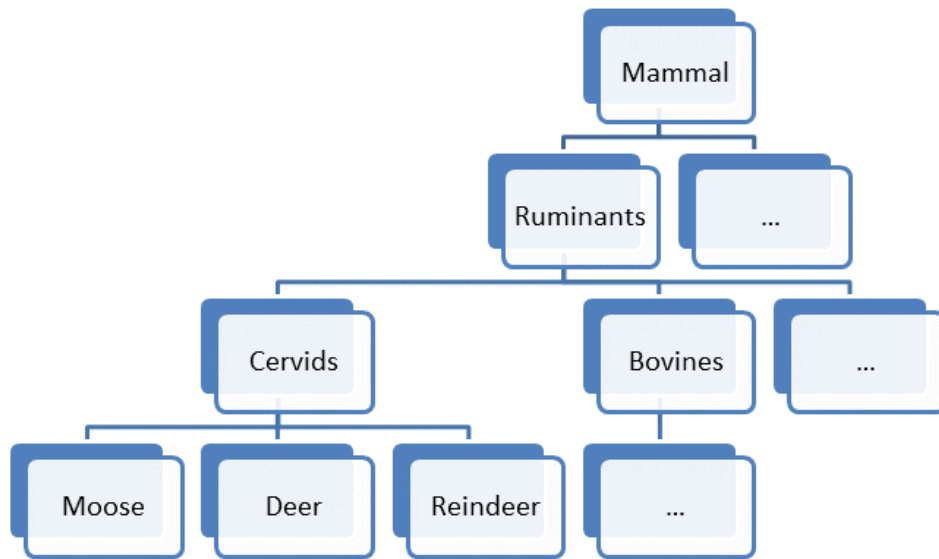 Mammal
Ruminants
...
Cervids
Bovines
...
Moose
Deer
Reindeer
...